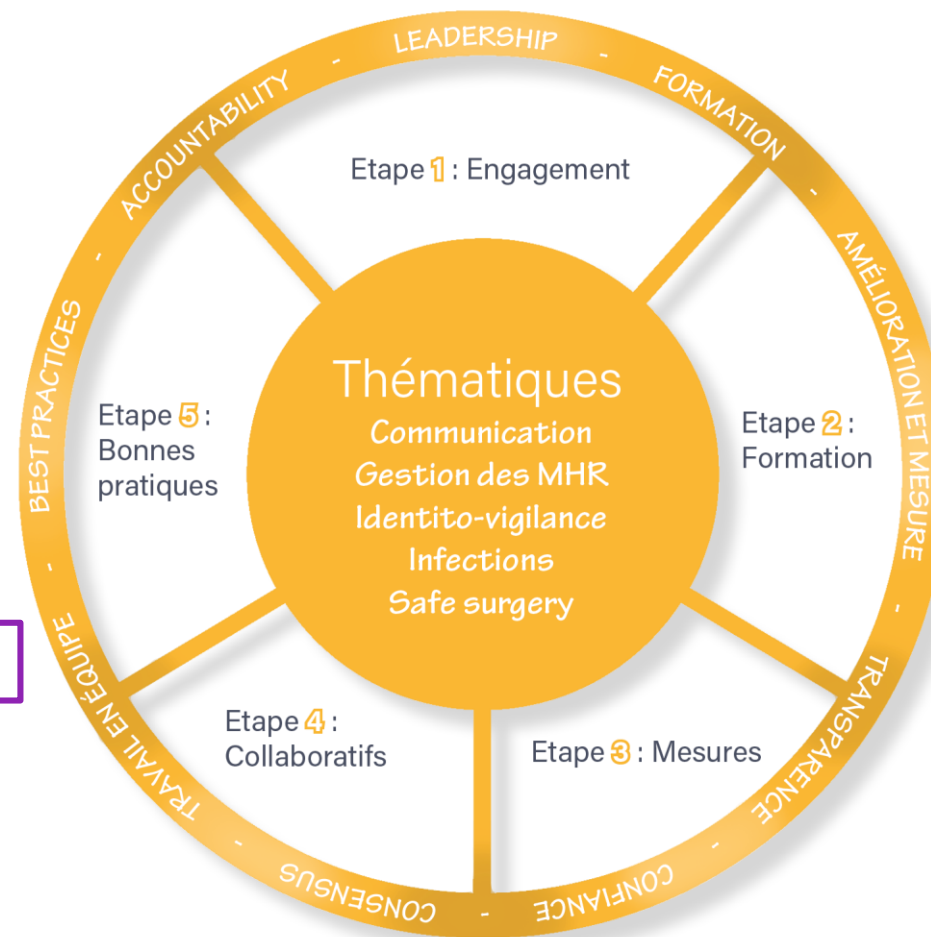 LEADERSHIP - FORMATION - AMÉLIORATION ET MESURE - TRANSPARENCE - CONFIANCE - CONSENSUS - TRAVAIL EN ÉQUIPE - BEST PRACTICES - ACCOUNTABILITY -
Etape 1 : Engagement
Etape 2 :
Formation
Etape 3 : Mesures
Etape 4 :
Collaboratifs
Etape 5 :
Bonnes
pratiques
Thématiques
Communication
Gestion des MHR
Identito-vigilance
Infections
Safe surgery